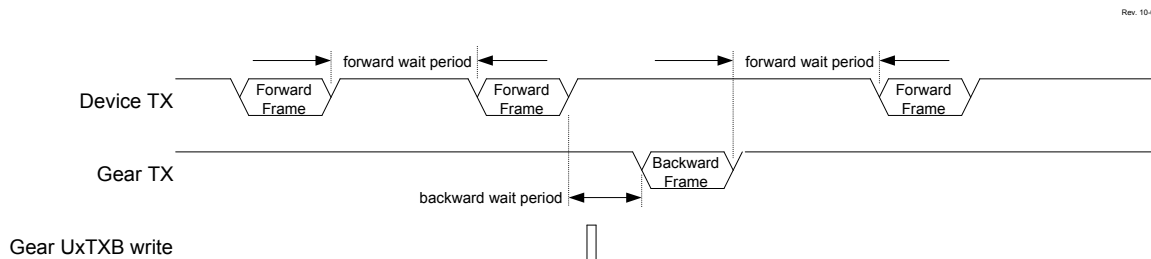 Rev. 10-
forward wait period
forward wait period
Device TX
Forward
Frame
Forward
Frame
Forward
Frame
Gear TX
Backward
Frame
backward wait period
Gear UxTXB write